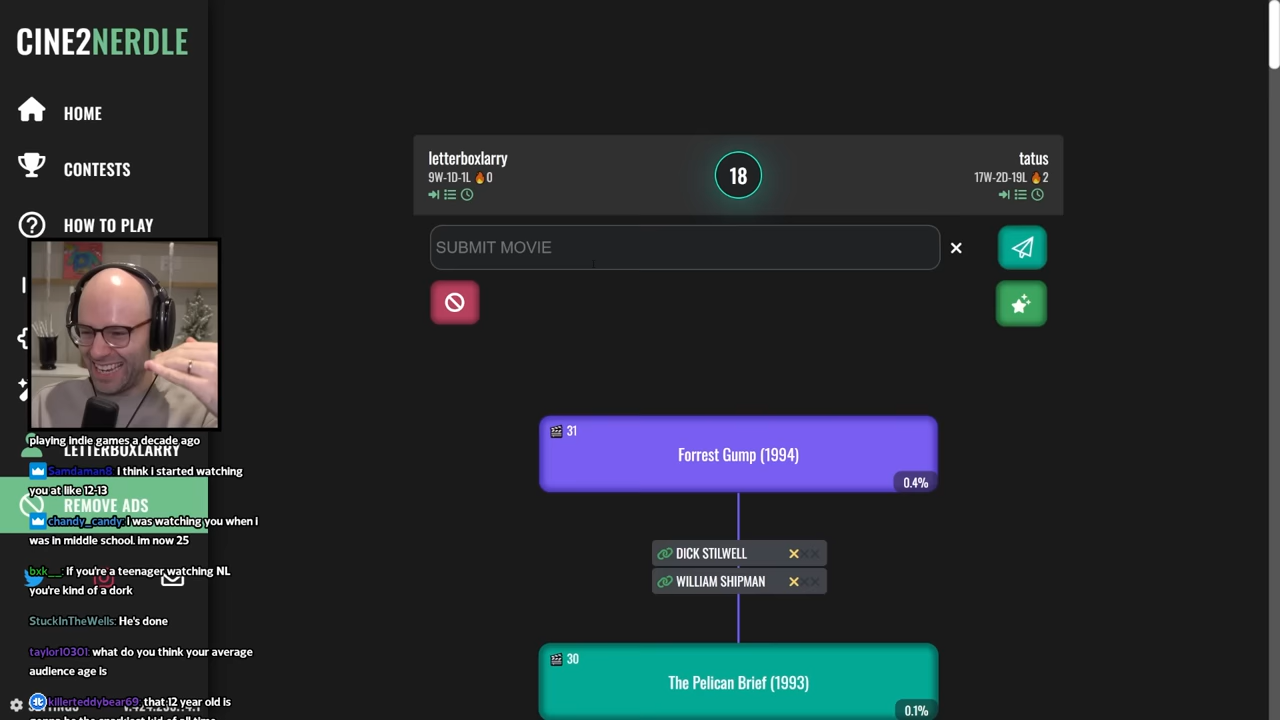 CINE2NERDLE
HOME
CONTESTS
HOW TO PLAY
LETTERBOXLARRY
REMOVE ADS
letterboxlarry
9W-1D-1L 🔥0
18
tatus
17W-2D-19L 🔥2
SUBMIT MOVIE
31
Forrest Gump (1994)
0.4%
DICK STILWELL
WILLIAM SHIPMAN
30
The Pelican Brief (1993)
0.1%
playing indie games a decade ago
Samdaman8: I think I started watching
you at like 12-13
chandy_candy: I was watching you when i
was in middle school. im now 25
bxk__: if you're a teenager watching NL
you're kind of a dork
StuckInTheWells: He's done
taylor10301: what do you think your average
audience age is
killerteddybear69: that 12 year old is